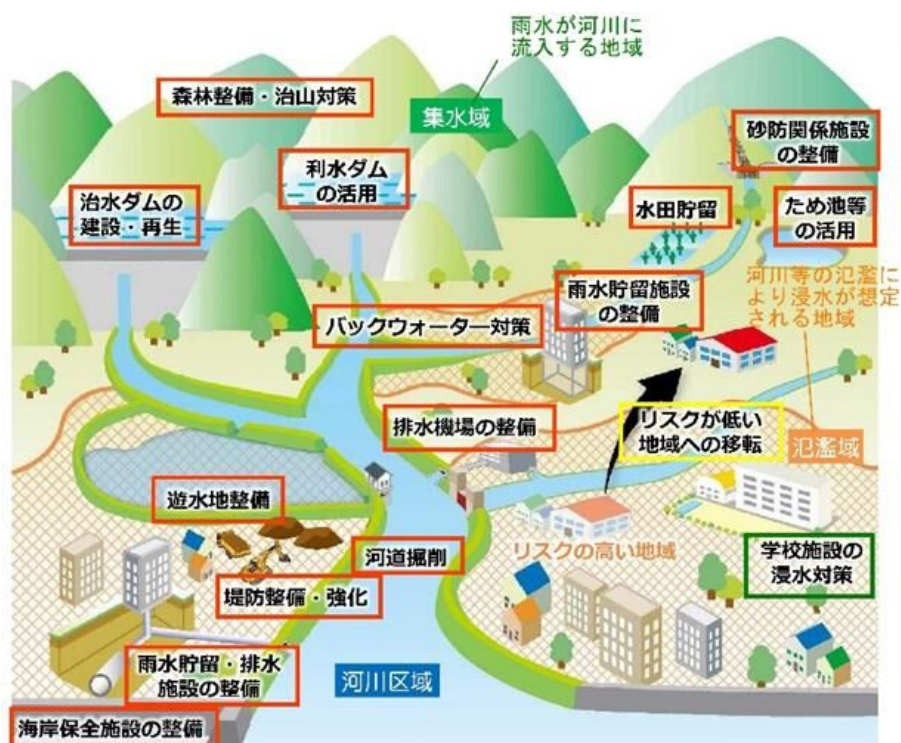 雨水が河川に
流入する地域
森林整備・治山対策
集水域
砂防関係施設
の整備
利水ダム
の活用
治水ダムの
建設・再生
水田貯留
ため池等
の活用
河川等の氾濫に
より浸水が想定
される地域
雨水貯留施設
の整備
バックウォーター対策
排水機場の整備
リスクが低い
地域への移転
氾濫域
遊水地整備
リスクの高い地域
河道掘削
学校施設の
浸水対策
堤防整備・強化
雨水貯留・排水
施設の整備
河川区域
海岸保全施設の整備